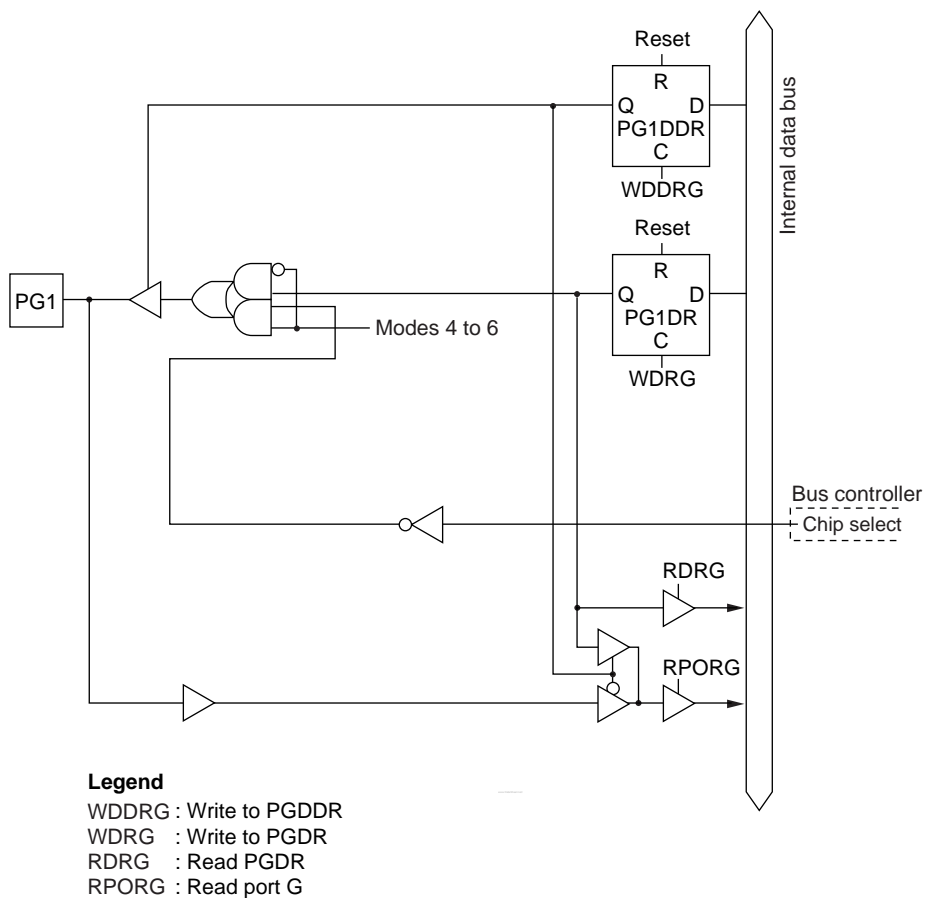 Reset
R
Q D
PG1DDR
C
WDDRG
Internal data bus
Reset
R
Q D
PG1DR
C
WDRG
PG1
Modes 4 to 6
Bus controller
Chip select
RDRG
RPORG
Legend
WDDRG : Write to PGDDR
WDRG : Write to PGDR
RDRG : Read PGDR
RPORG : Read port G